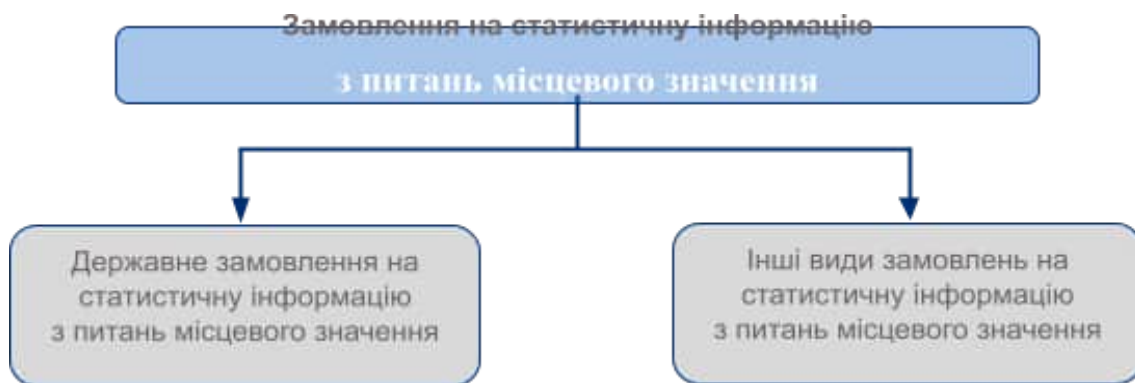 Замовлення на статистичну інформацію
з питань місцевого значення
Державне замовлення на
статистичну інформацію
з питань місцевого значення
Інші види замовлень на
статистичну інформацію
з питань місцевого значення